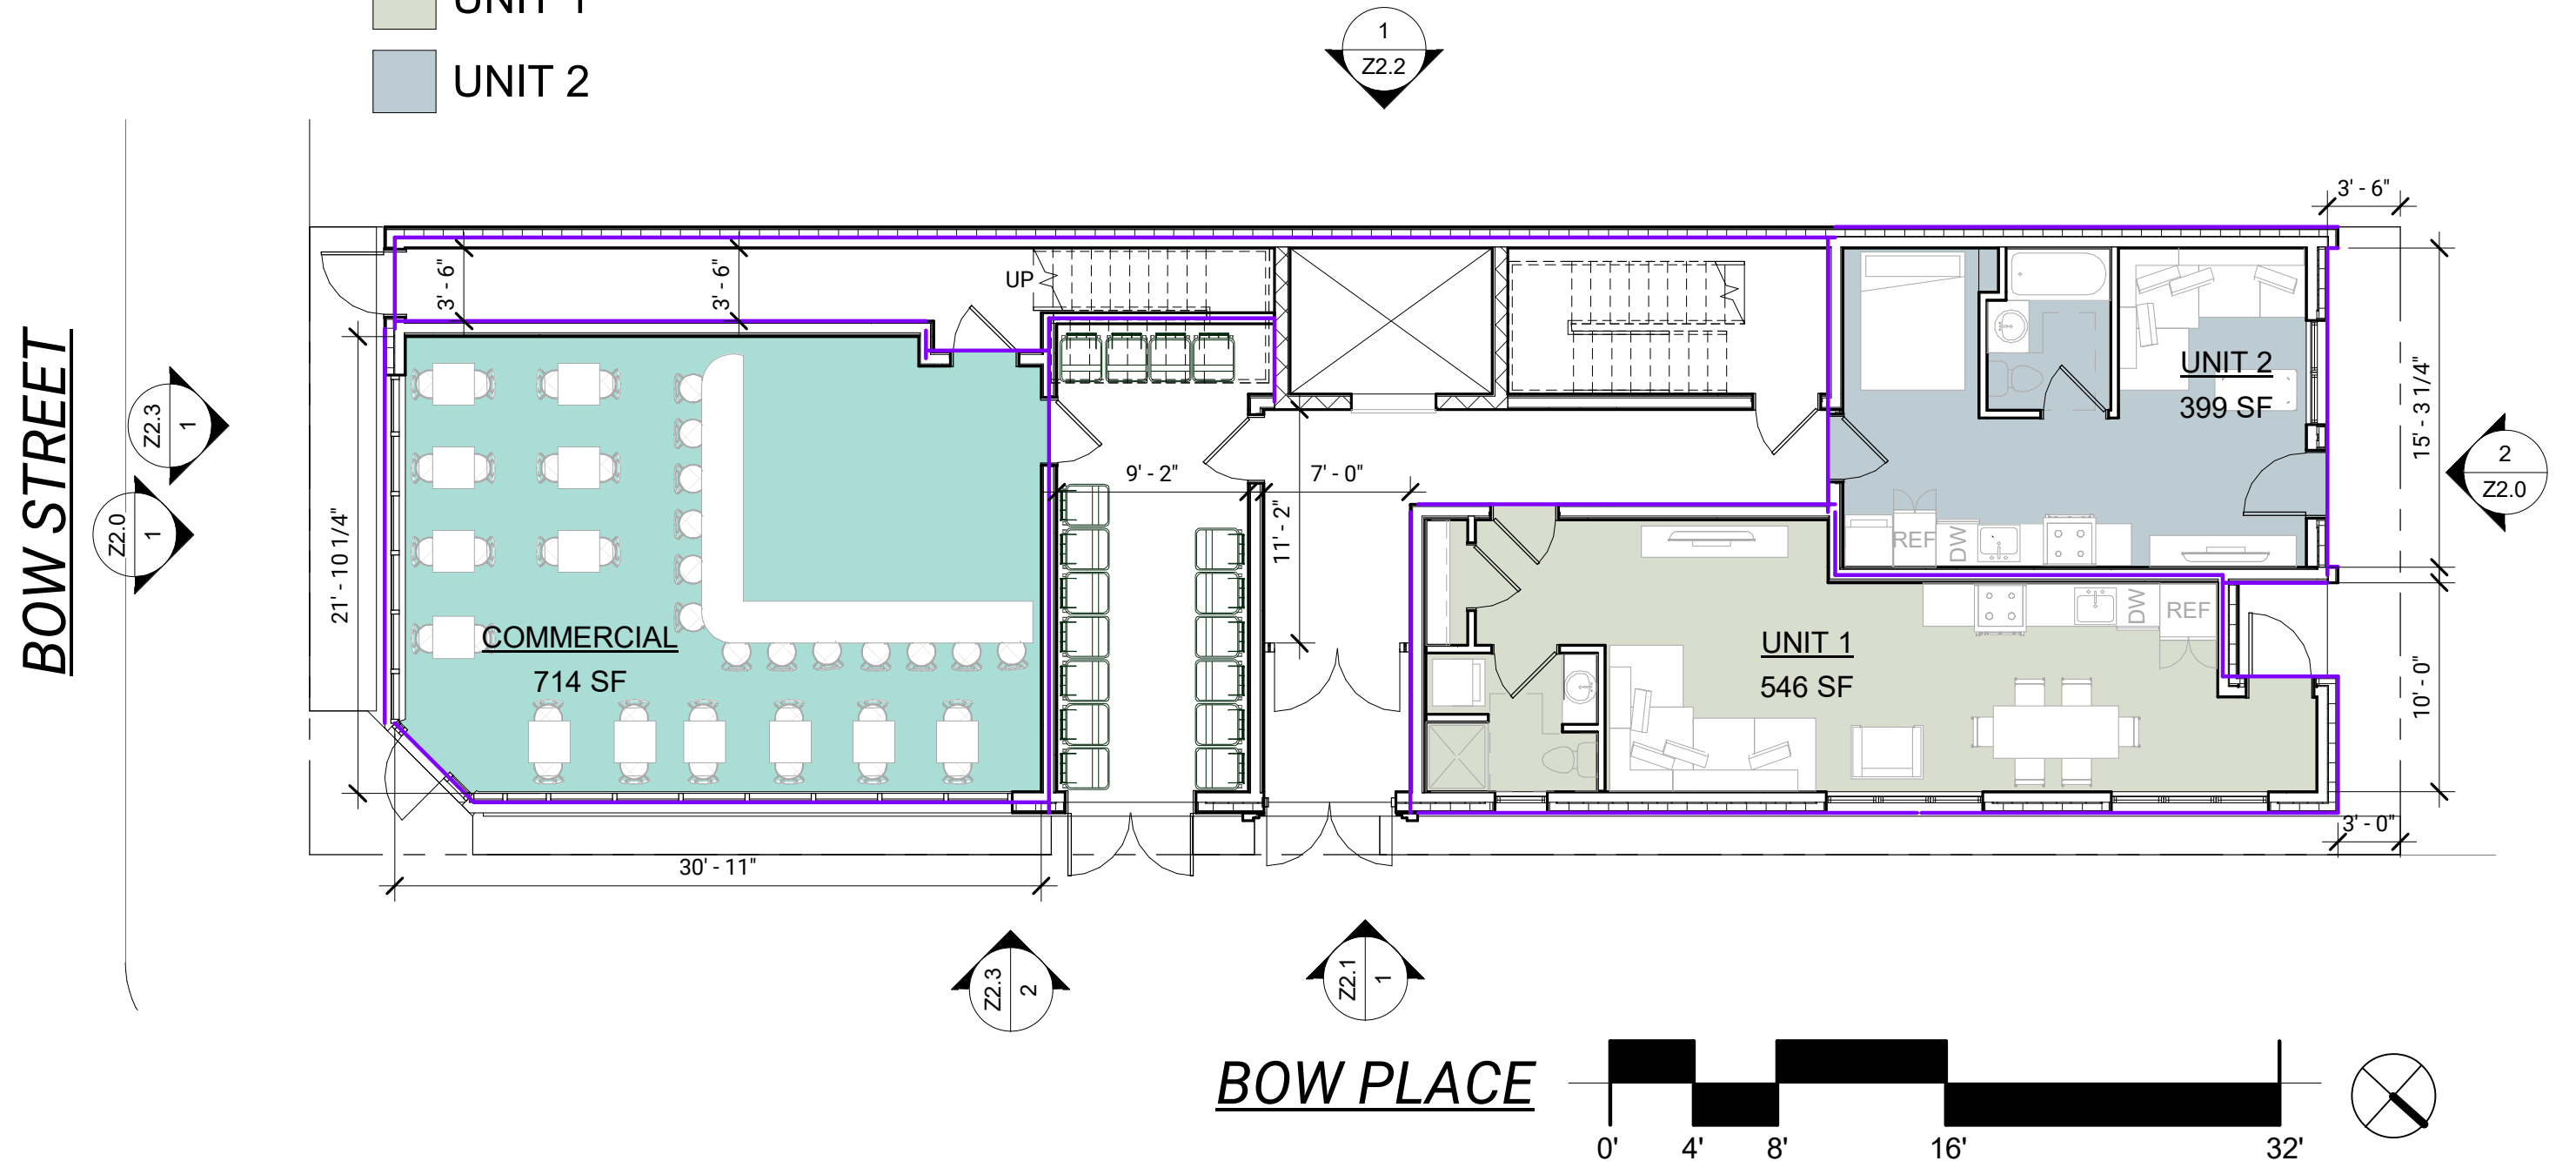 UNIT 1
UNIT 2
1
Z2.2
3' - 6"
3' - 6"
3' - 6"
UP
BOW STREET
Z2.3
1
Z2.0
1
21' - 10 1/4"
COMMERCIAL
714 SF
9' - 2"
7' - 0"
11' - 2"
UNIT 2
399 SF
REF
DW
15' - 3 1/4"
2
Z2.0
UNIT 1
546 SF
DW
REF
10' - 0"
3' - 0"
30' - 11"
Z2.3
2
Z2.1
1
BOW PLACE
0'
4'
8'
16'
32'